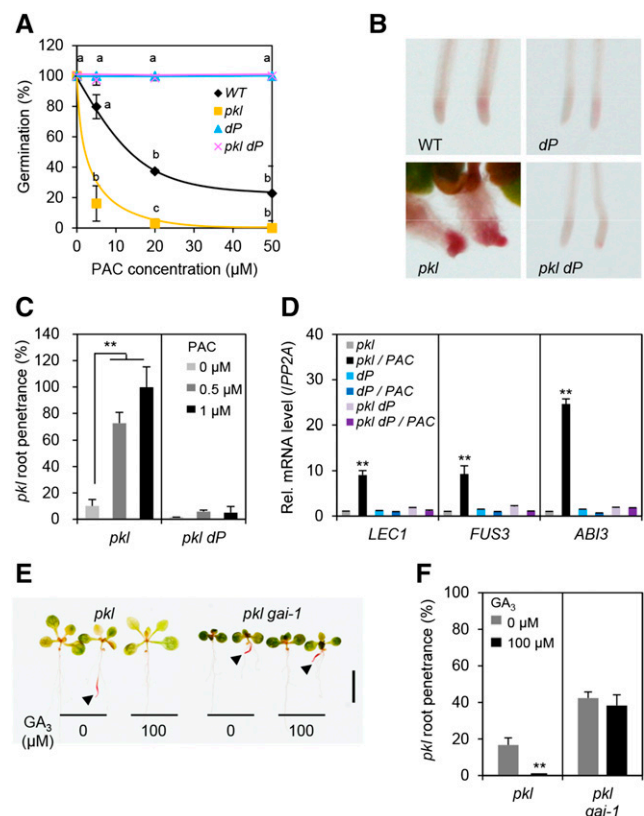 A
Germination (%)
120
100
80
60
40
20
0
a a a a
a
b
b
c
b
b
WT
pkl
dP
pkl dP
0 10 20 30 40 50
PAC concentration (µM)
B
WT
dP
pkl
pkl dP
C
pkl root penetrance (%)
140
120
100
80
60
40
20
0
**
PAC
0 µM
0.5 µM
1 µM
pkl pkl dP
D
Rel. mRNA level (/PP2A)
40
30
20
10
0
pkl
pkl / PAC
dP
dP / PAC
pkl dP
pkl dP / PAC
**
**
**
LEC1 FUS3 ABI3
E
pkl pkl gai-1
GA3
(µM)
0 100 0 100
F
pkl root penetrance (%)
100
80
60
40
20
0
GA3
0 µM
100 µM
**
pkl pkl
gai-1